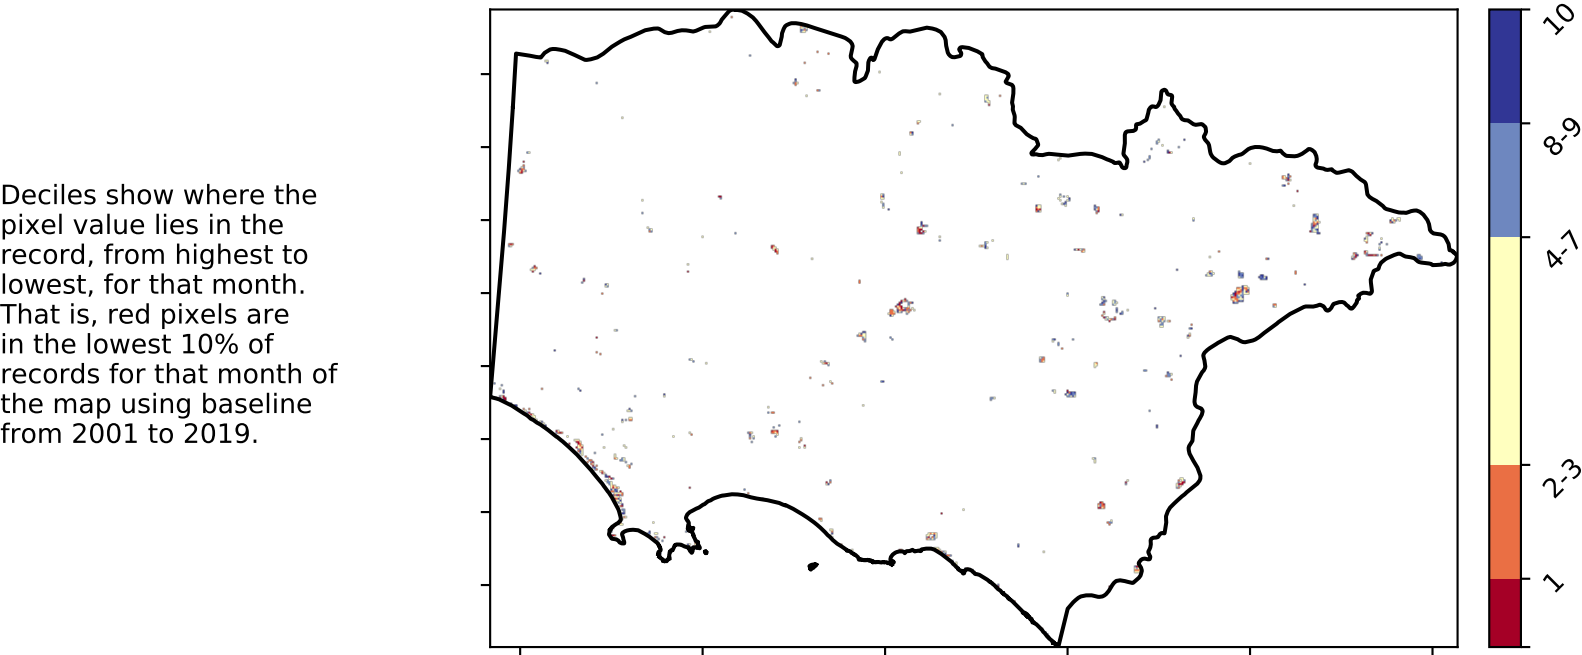 Deciles show where the
pixel value lies in the
record, from highest to
lowest, for that month.
That is, red pixels are
in the lowest 10% of
records for that month of
the map using baseline
from 2001 to 2019.
10
8-9
4-7
2-3
1